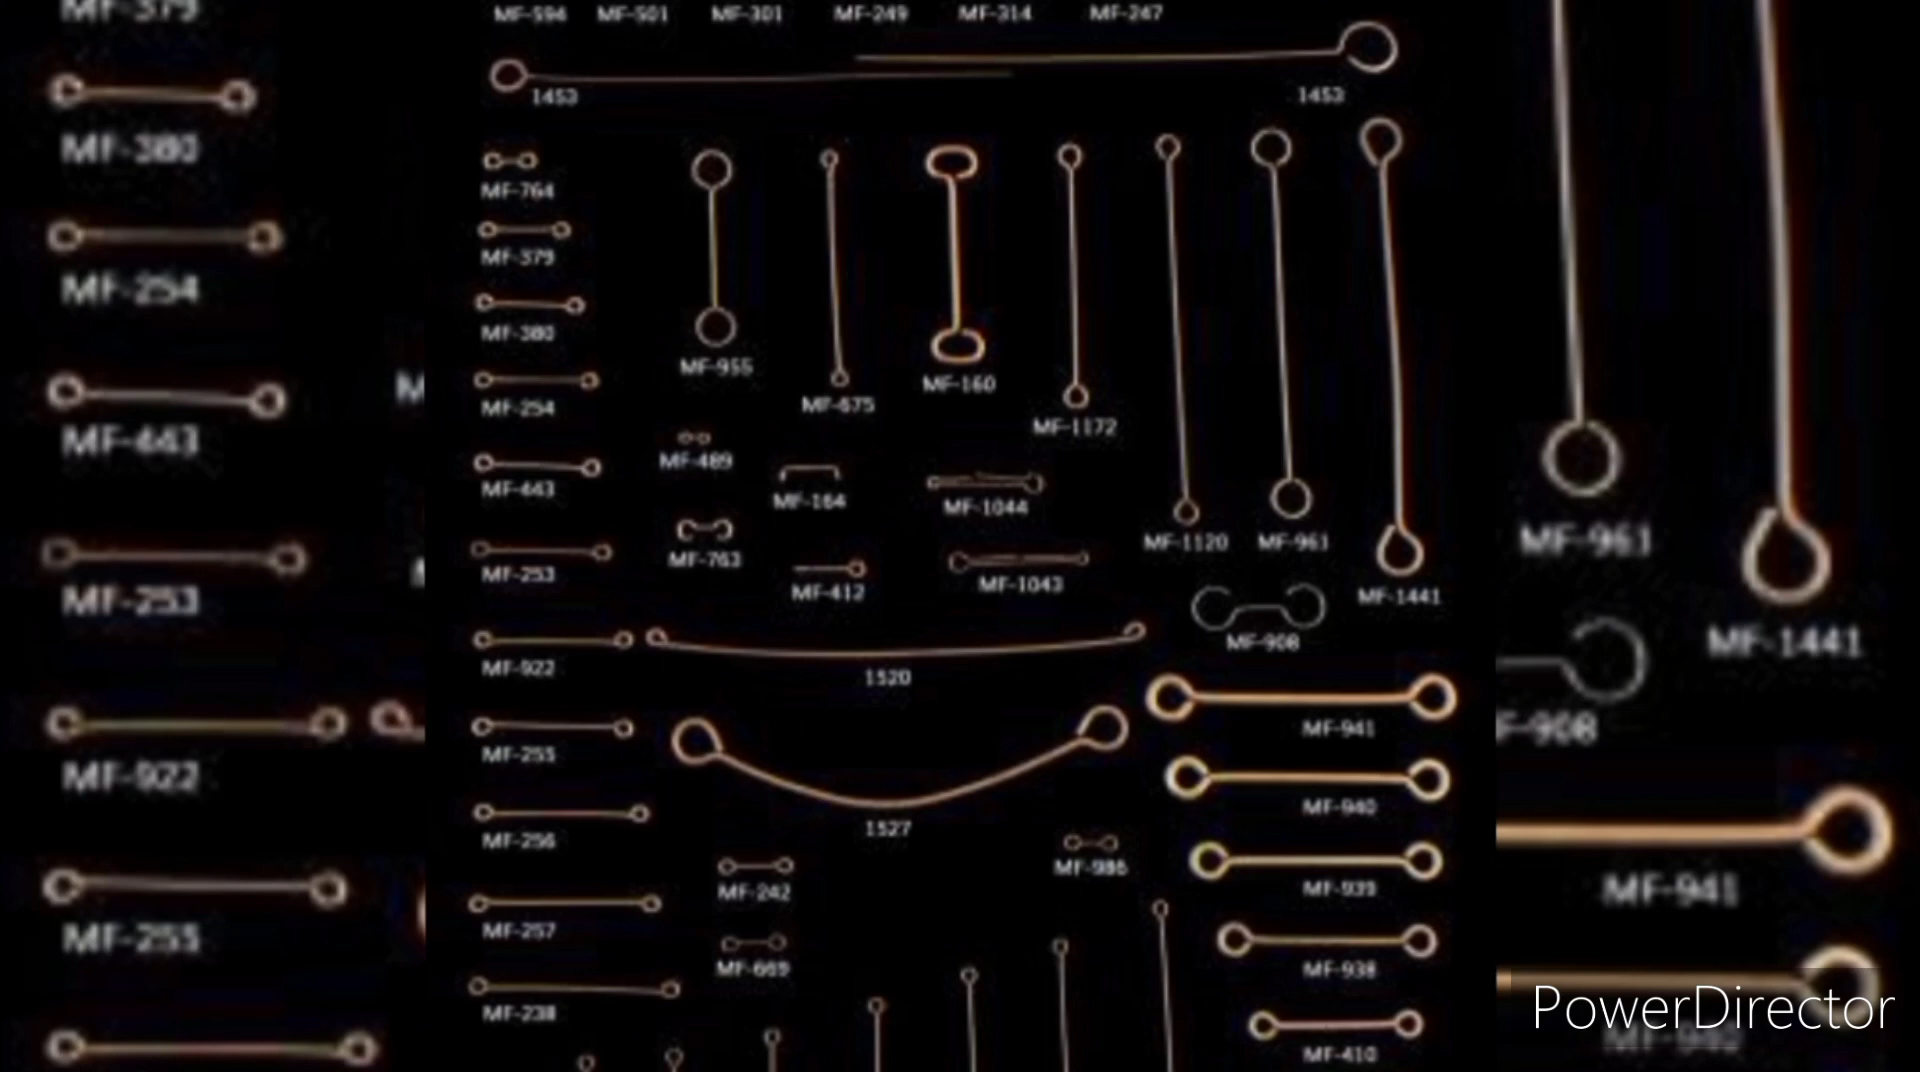 MF-379
MF-380
MF-254
MF-443
MF-253
MF-922
MF-255
MF-594 MF-501 MF-301 MF-249 MF-314 MF-247
1453 1453
MF-764
MF-379
MF-380
MF-254
MF-443
MF-253
MF-922
MF-255
MF-256
MF-257
MF-238
MF-955
MF-675
MF-160
MF-1172
MF-489
MF-164
MF-1044
MF-763
MF-412
MF-1043
MF-1120
MF-961
MF-1441
MF-908
1520
1527
MF-242
MF-669
MF-986
MF-941
MF-940
MF-939
MF-938
MF-410
MF-961
MF-1441
F-908
MF-941
PowerDirector